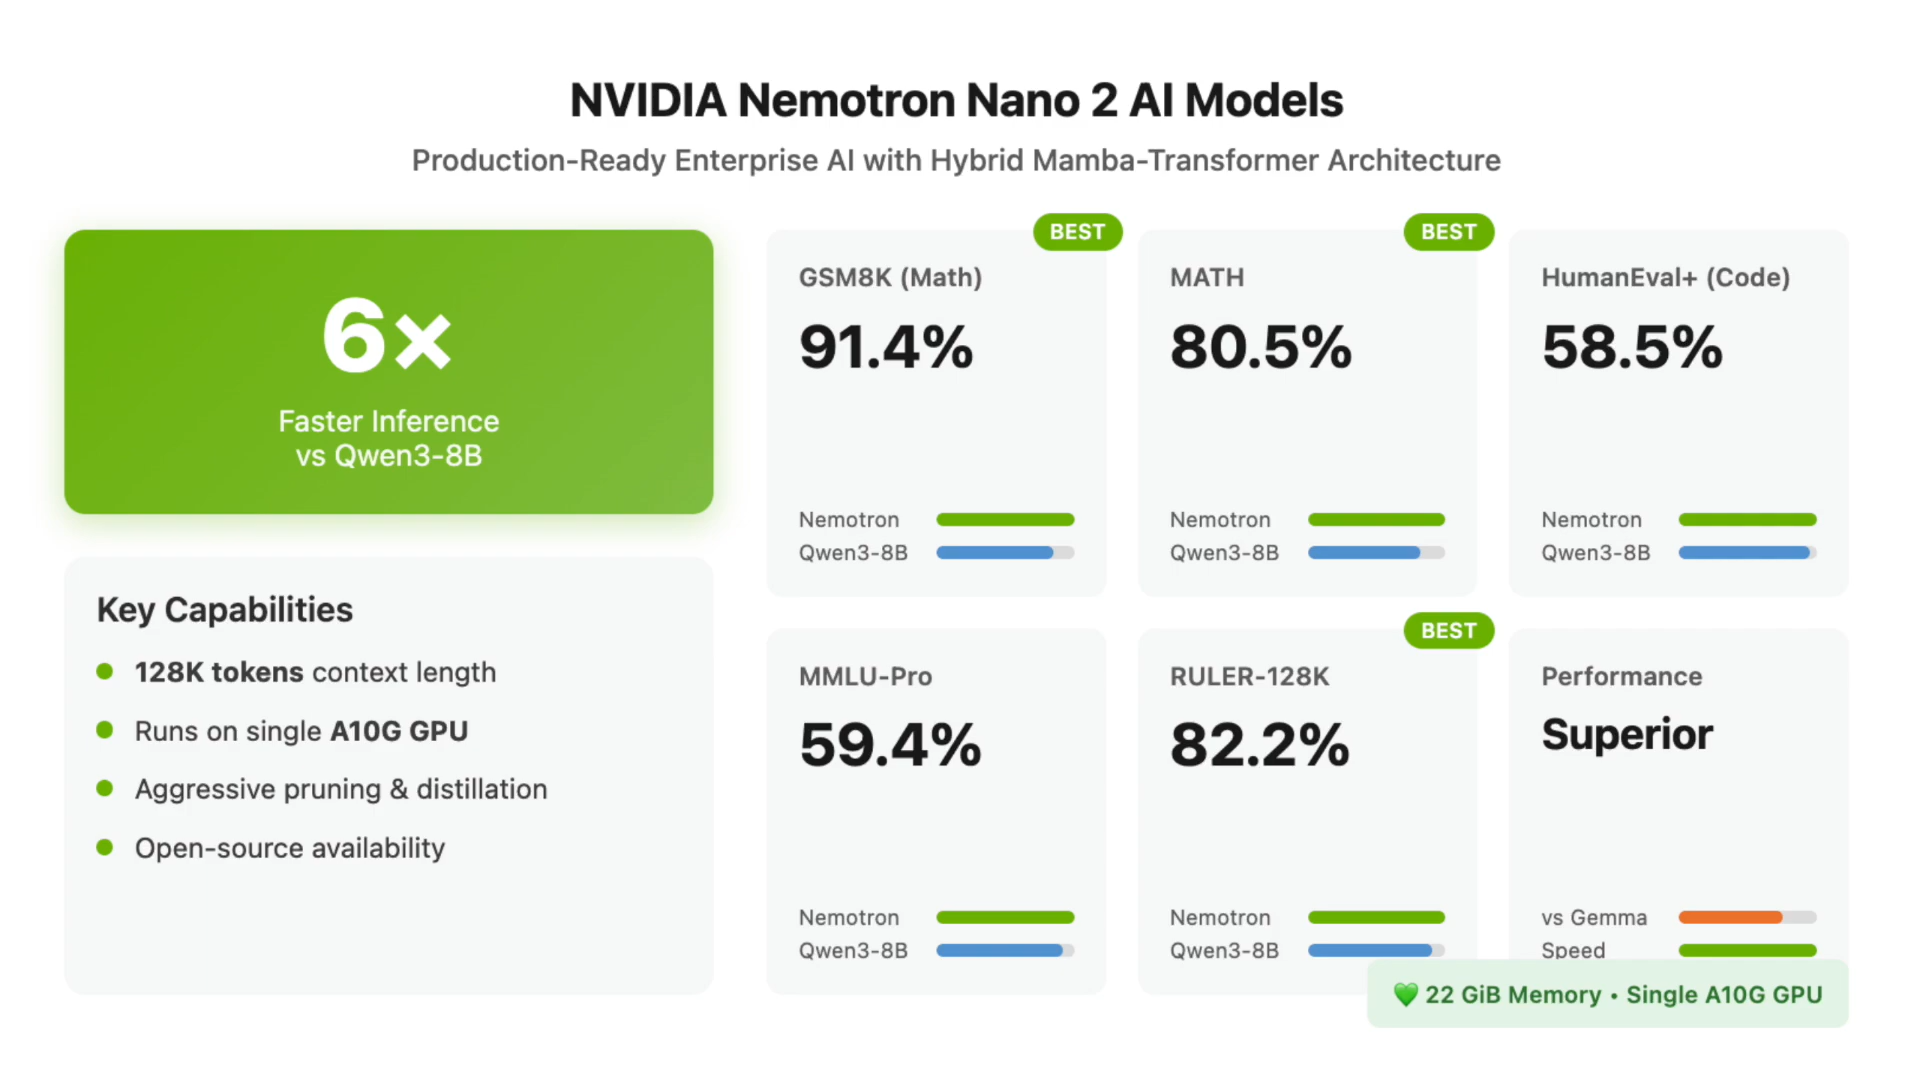 NVIDIA Nemotron Nano 2 AI Models
Production-Ready Enterprise AI with Hybrid Mamba-Transformer Architecture
6×
Faster Inference
vs Qwen3-8B
Key Capabilities
128K tokens context length
Runs on single A10G GPU
Aggressive pruning & distillation
Open-source availability
BEST
GSM8K (Math)
91.4%
Nemotron
Qwen3-8B
BEST
MATH
80.5%
Nemotron
Qwen3-8B
HumanEval+ (Code)
58.5%
Nemotron
Qwen3-8B
MMLU-Pro
59.4%
Nemotron
Qwen3-8B
BEST
RULER-128K
82.2%
Nemotron
Qwen3-8B
Performance
Superior
vs Gemma
Speed
💚 22 GiB Memory • Single A10G GPU